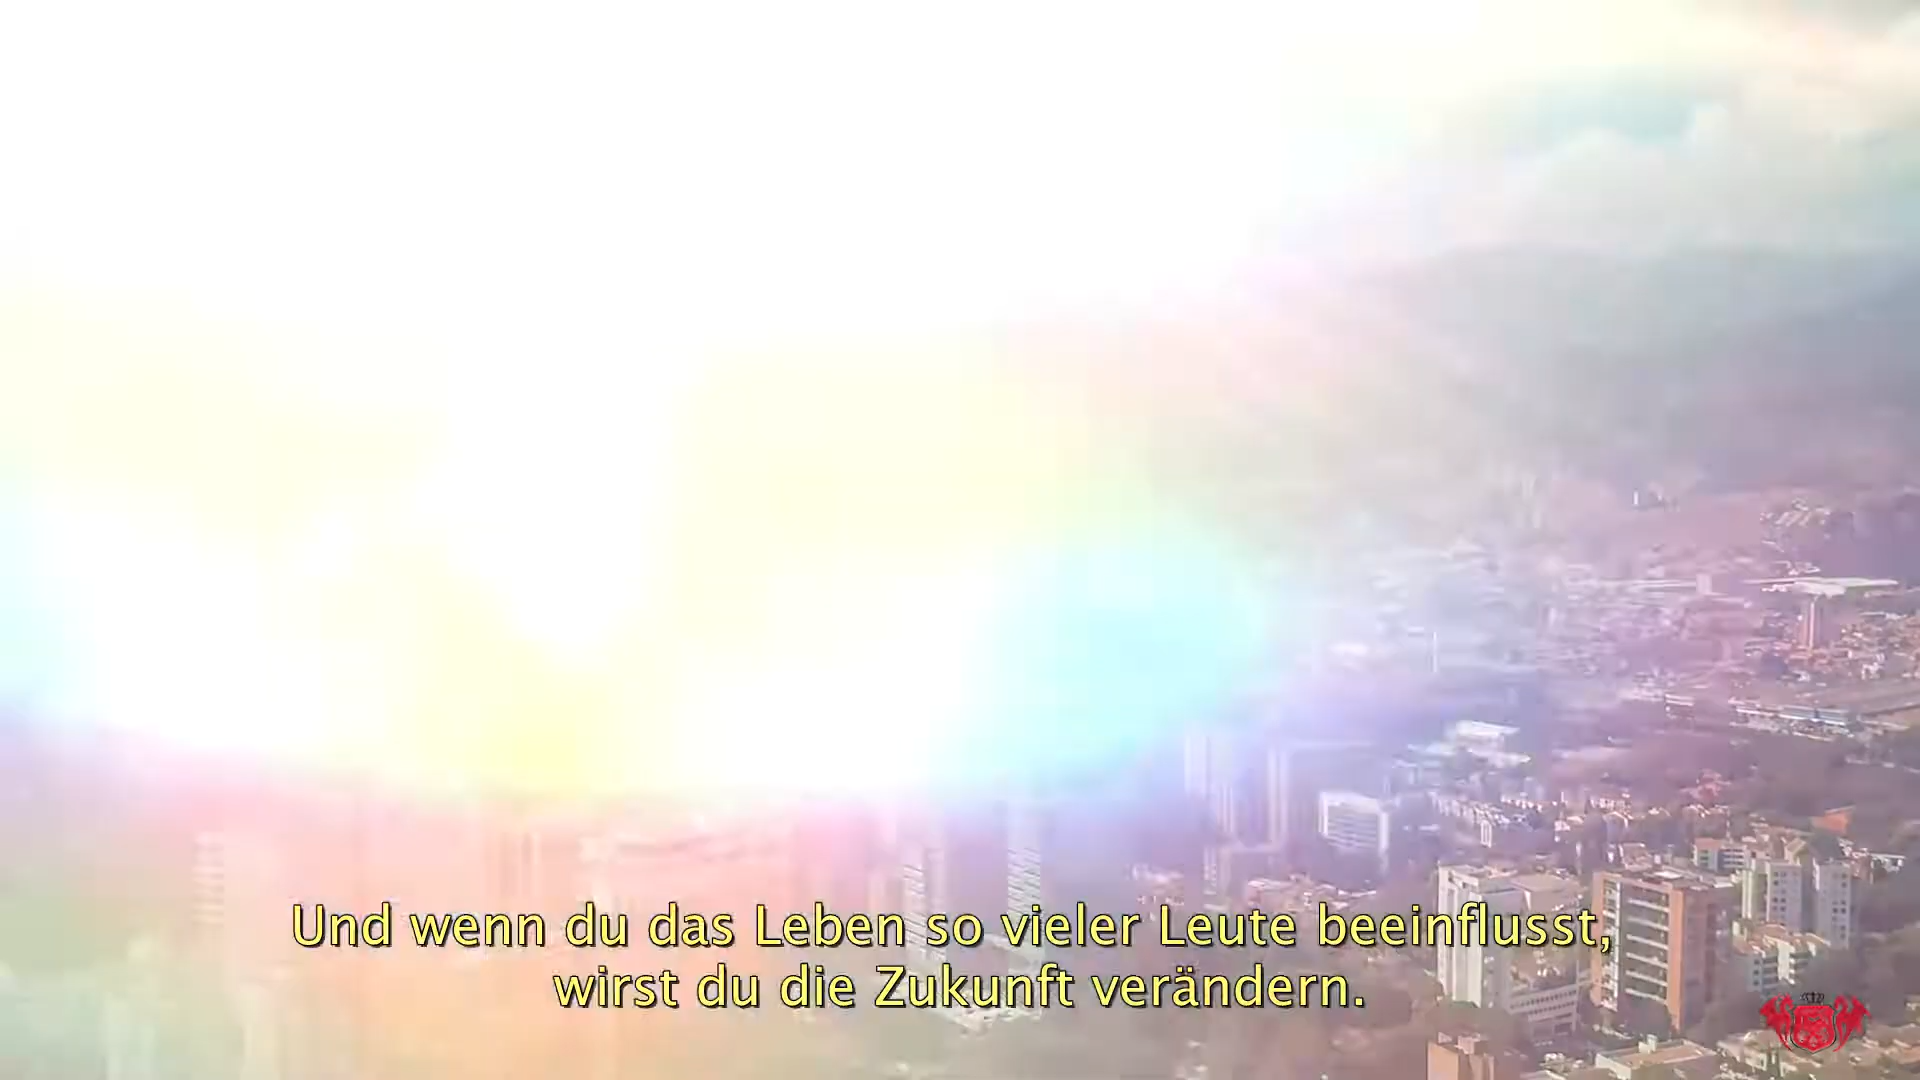 Und wenn du das Leben so vieler Leute beeinflusst,
wirst du die Zukunft verändern.